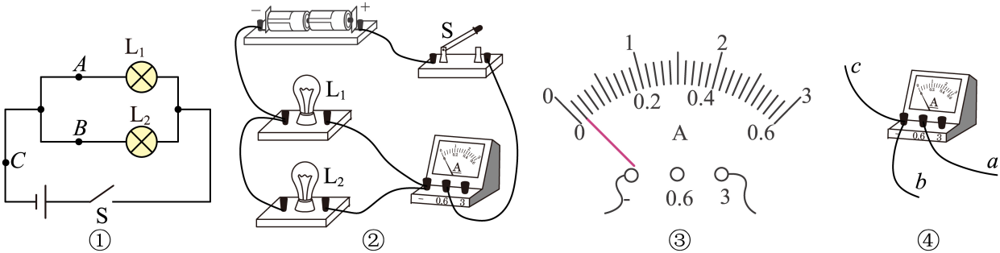 L₁
A
L₂
B
C
S
①
− +
S
L₁
L₂
A
− 0.6 3
②
0 1 2 3
0 0.2 0.4 0.6
A
- 0.6 3
③
c
A
− 0.6 3
a
b
④